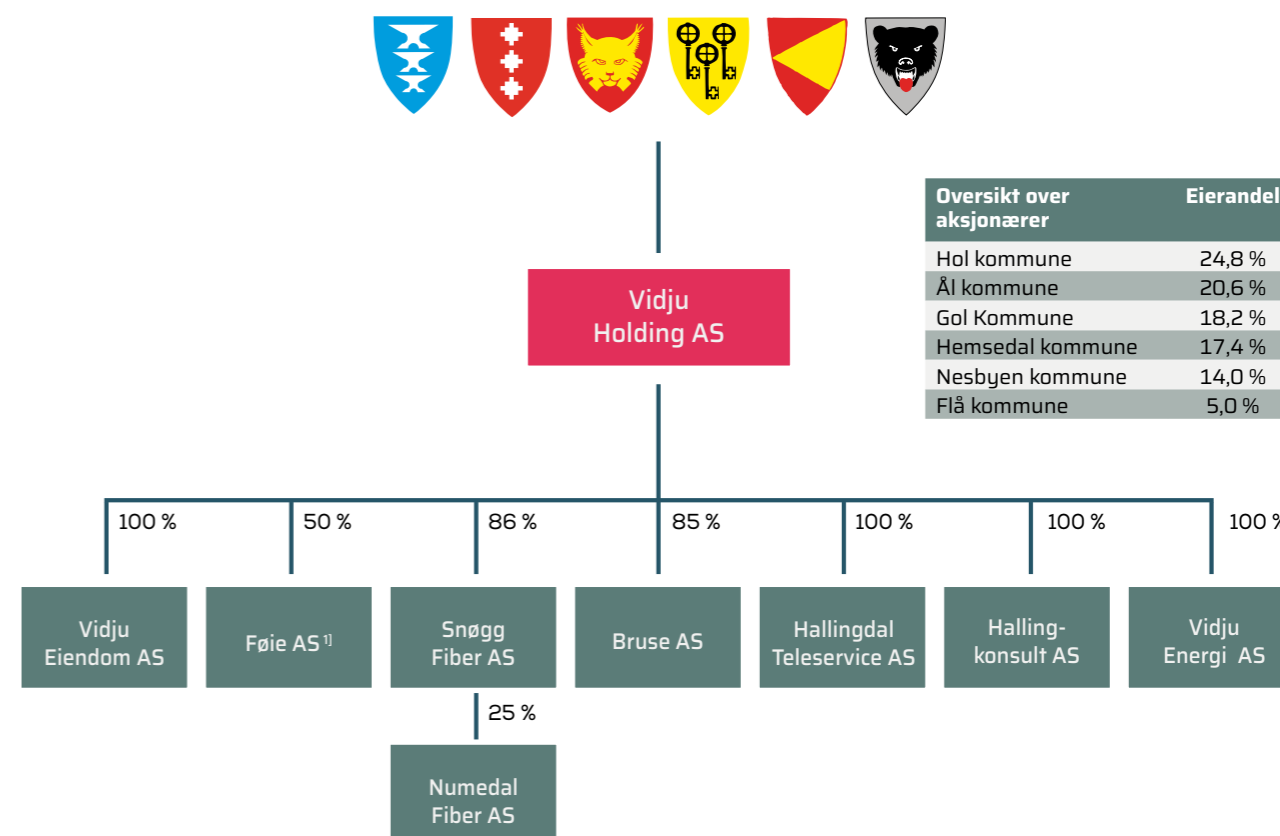 Oversikt over Eierandel
aksjonærer
Hol kommune 24,8 %
Ål kommune 20,6 %
Gol Kommune 18,2 %
Hemsedal kommune 17,4 %
Nesbyen kommune 14,0 %
Flå kommune 5,0 %
Vidju
Holding AS
100 % 50 % 86 % 85 % 100 % 100 % 100 %
Vidju
Eiendom AS
Føie AS 1]
Snøgg
Fiber AS
Bruse AS
Hallingdal
Teleservice AS
Halling-
konsult AS
Vidju
Energi AS
25 %
Numedal
Fiber AS